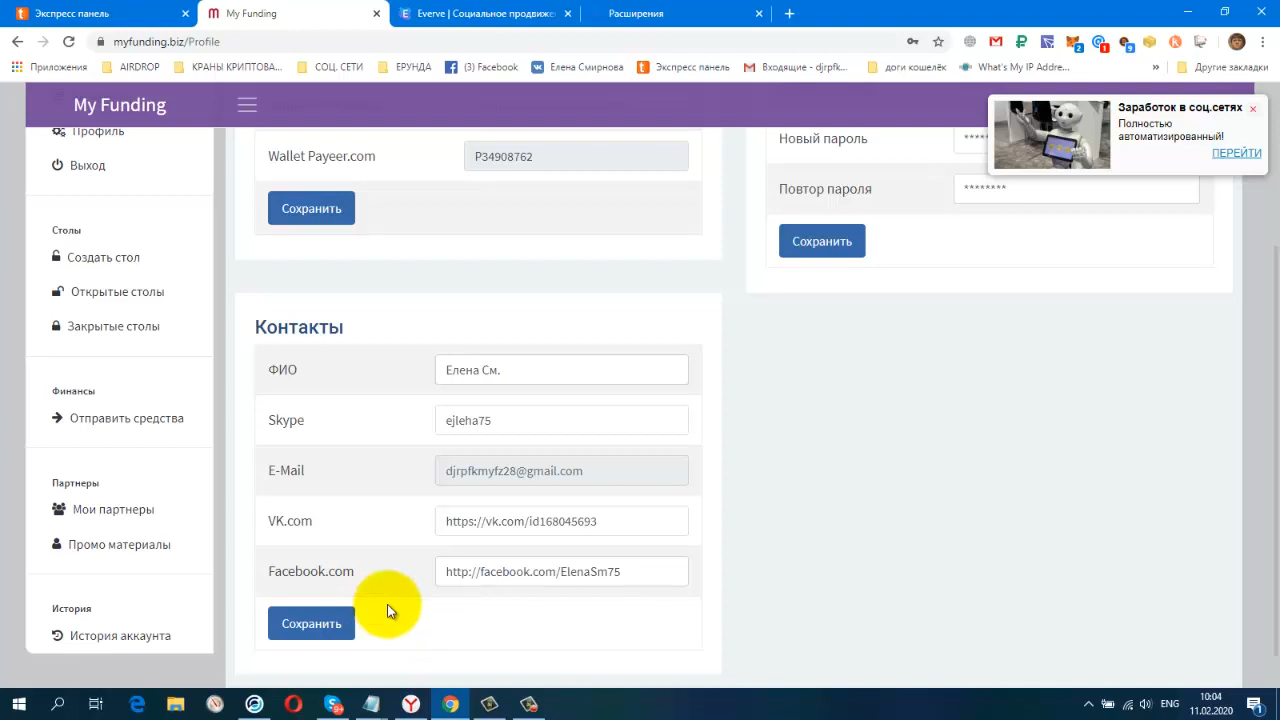 Экспресс панель
My Funding
Everve | Социальное продвиже
Расширения
myfunding.biz/Profile
2
1
9
Приложения
AIRDROP
КРАНЫ КРИПТОВА...
СОЦ. СЕТИ
ЕРУНДА
(3) Facebook
Елена Смирнова
Экспресс панель
Входящие - djrpfk...
доги кошелёк
What's My IP Addre...
»
Другие закладки
My Funding
Заработок в соц.сетях
Полностью
автоматизированный!
ПЕРЕЙТИ
Профиль
Выход
Столы
Создать стол
Открытые столы
Закрытые столы
Финансы
Отправить средства
Партнеры
Мои партнеры
Промо материалы
История
История аккаунта
Wallet Payeer.com
P34908762
Сохранить
Новый пароль
Повтор пароля
********
Сохранить
Контакты
ФИО
Елена См.
Skype
ejleha75
E-Mail
djrpfkmyfz28@gmail.com
VK.com
https://vk.com/id168045693
Facebook.com
http://facebook.com/ElenaSm75
Сохранить
ENG
10:04
11.02.2020
1